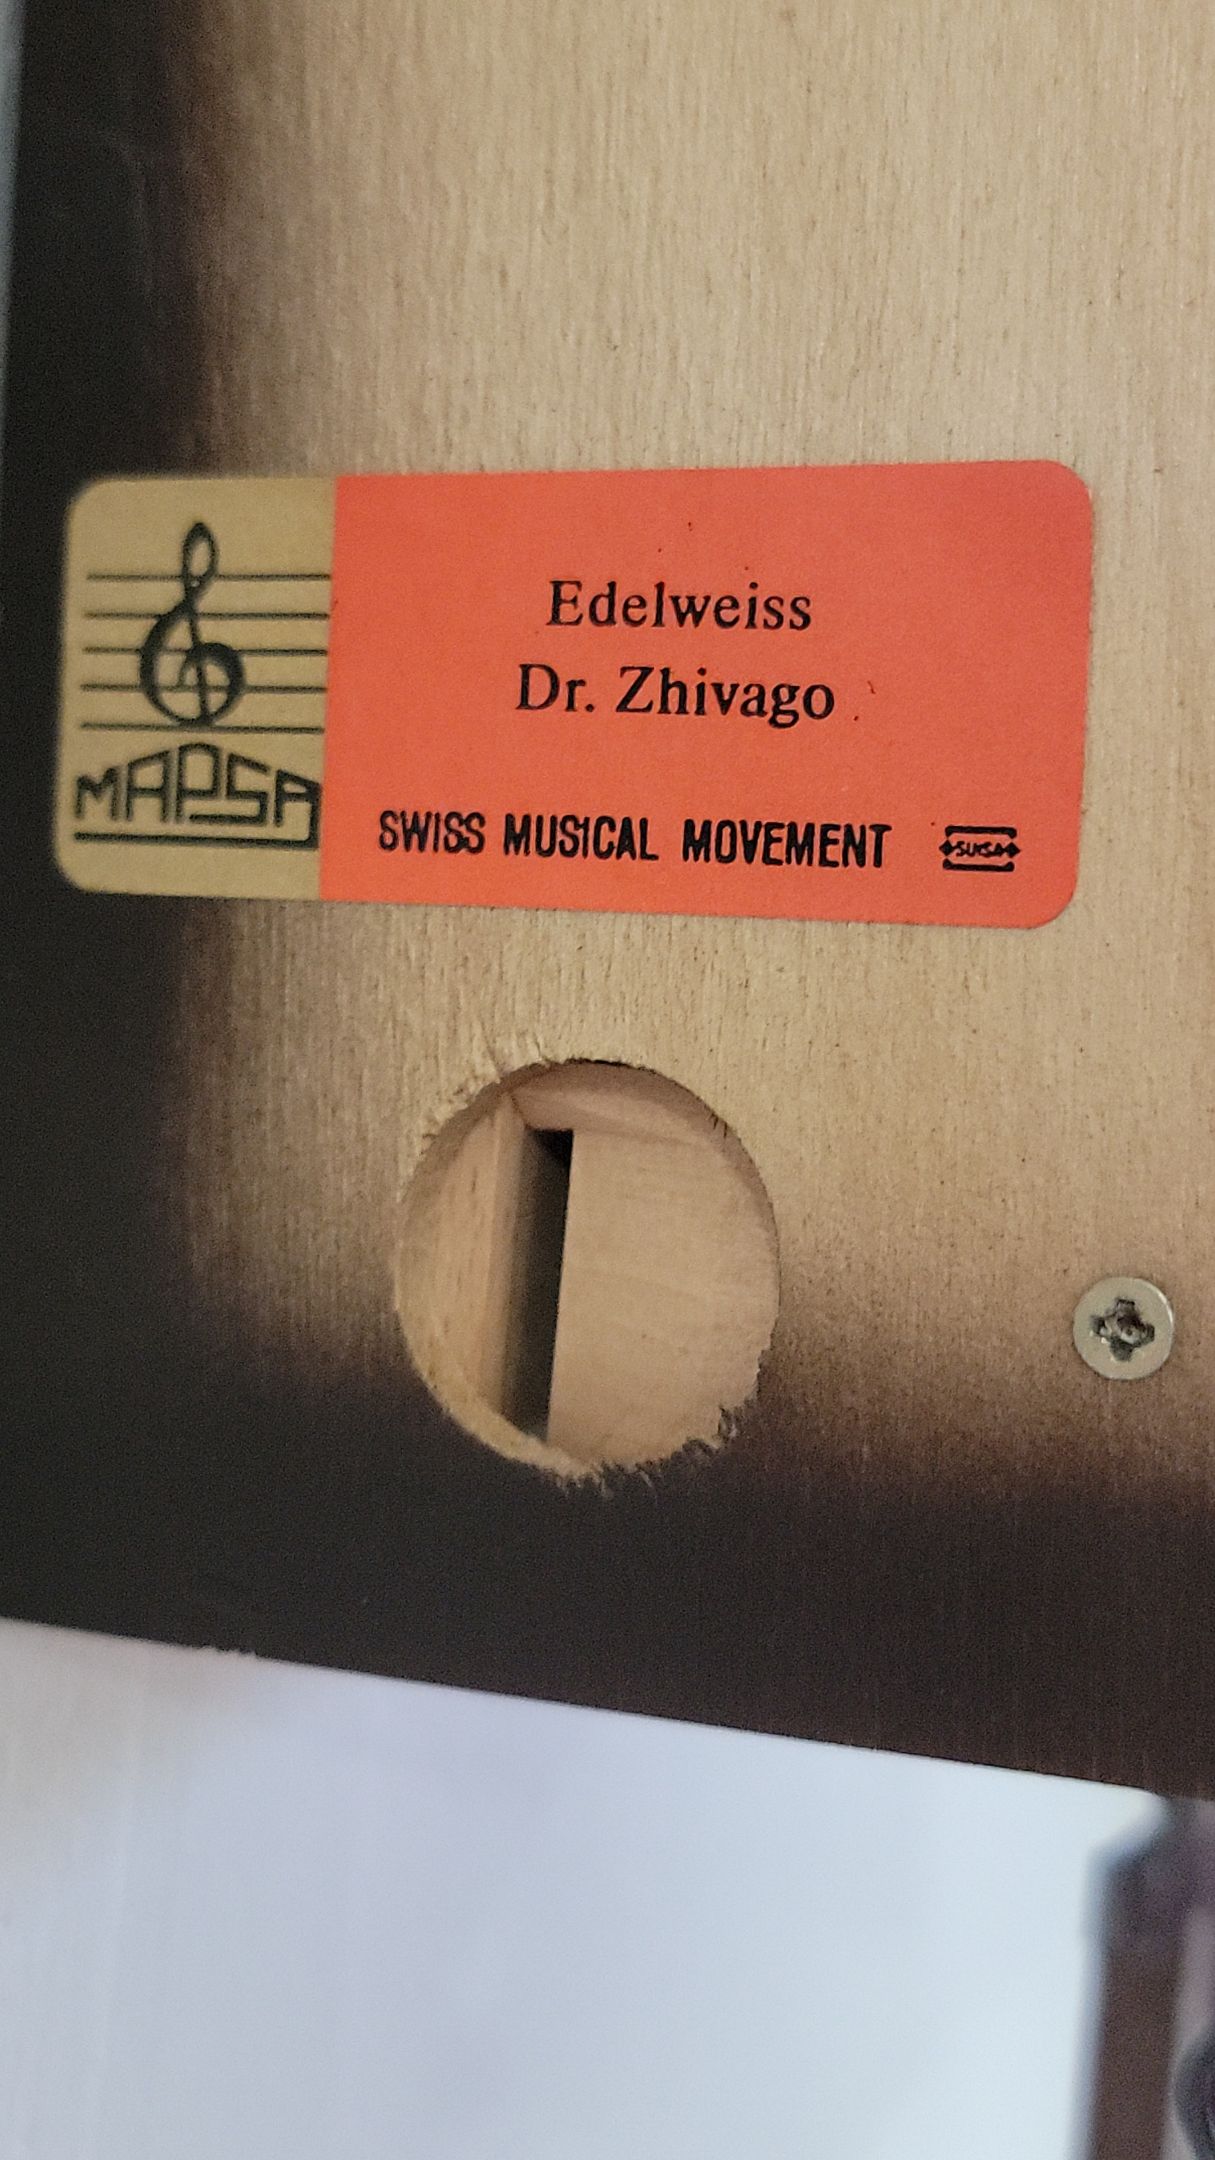 MAPSA
Edelweiss
Dr. Zhivago
SWISS MUSICAL MOVEMENT
SUISA